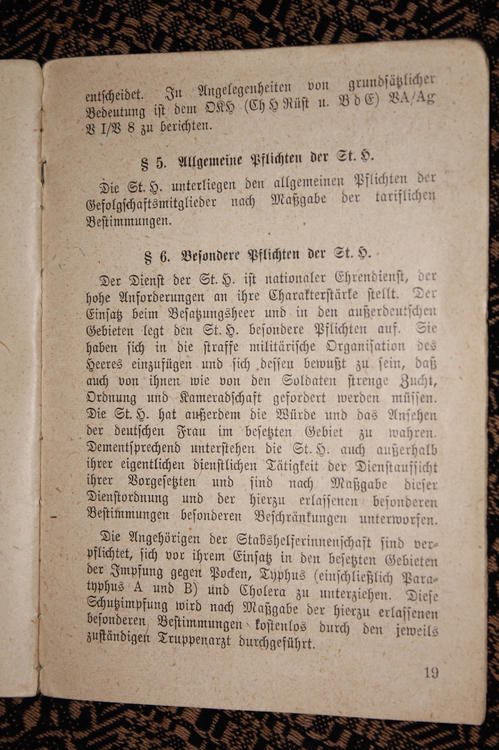 entscheidet. In Angelegenheiten von grundsätzlicher
Bedeutung ist dem OKH (Ch H Rüst u. B d E) VA/Ag
V I/V 8 zu berichten.
§ 5. Allgemeine Pflichten der St. H.
Die St. H. unterliegen den allgemeinen Pflichten der
Gefolgschaftsmitglieder nach Maßgabe der tariflichen
Bestimmungen.
§ 6. Besondere Pflichten der St. H.
Der Dienst der St. H. ist nationaler Ehrendienst, der
hohe Anforderungen an ihre Charakterstärke stellt. Der
Einsatz beim Besatzungsheer und in den außerdeutschen
Gebieten legt den St. H. besondere Pflichten auf. Sie
haben sich in die straffe militärische Organisation des
Heeres einzufügen und sich dessen bewußt zu sein, daß
auch von ihnen wie von den Soldaten strenge Zucht,
Ordnung und Kameradschaft gefordert werden müssen.
Die St. H. hat außerdem die Würde und das Ansehen
der deutschen Frau im besetzten Gebiet zu wahren.
Dementsprechend unterstehen die St. H. auch außerhalb
ihrer eigentlichen dienstlichen Tätigkeit der Dienstaufsicht
ihrer Vorgesetzten und sind nach Maßgabe dieser
Dienstordnung und der hierzu erlassenen besonderen
Bestimmungen besonderen Beschränkungen unterworfen.
Die Angehörigen der Stabshelferinnenschaft sind ver-
pflichtet, sich vor ihrem Einsatz in den besetzten Gebieten
der Impfung gegen Pocken, Typhus (einschließlich Para-
typhus A und B) und Cholera zu unterziehen. Diese
Schutzimpfung wird nach Maßgabe der hierzu erlassenen
besonderen Bestimmungen kostenlos durch den jeweils
zuständigen Truppenarzt durchgeführt.
19